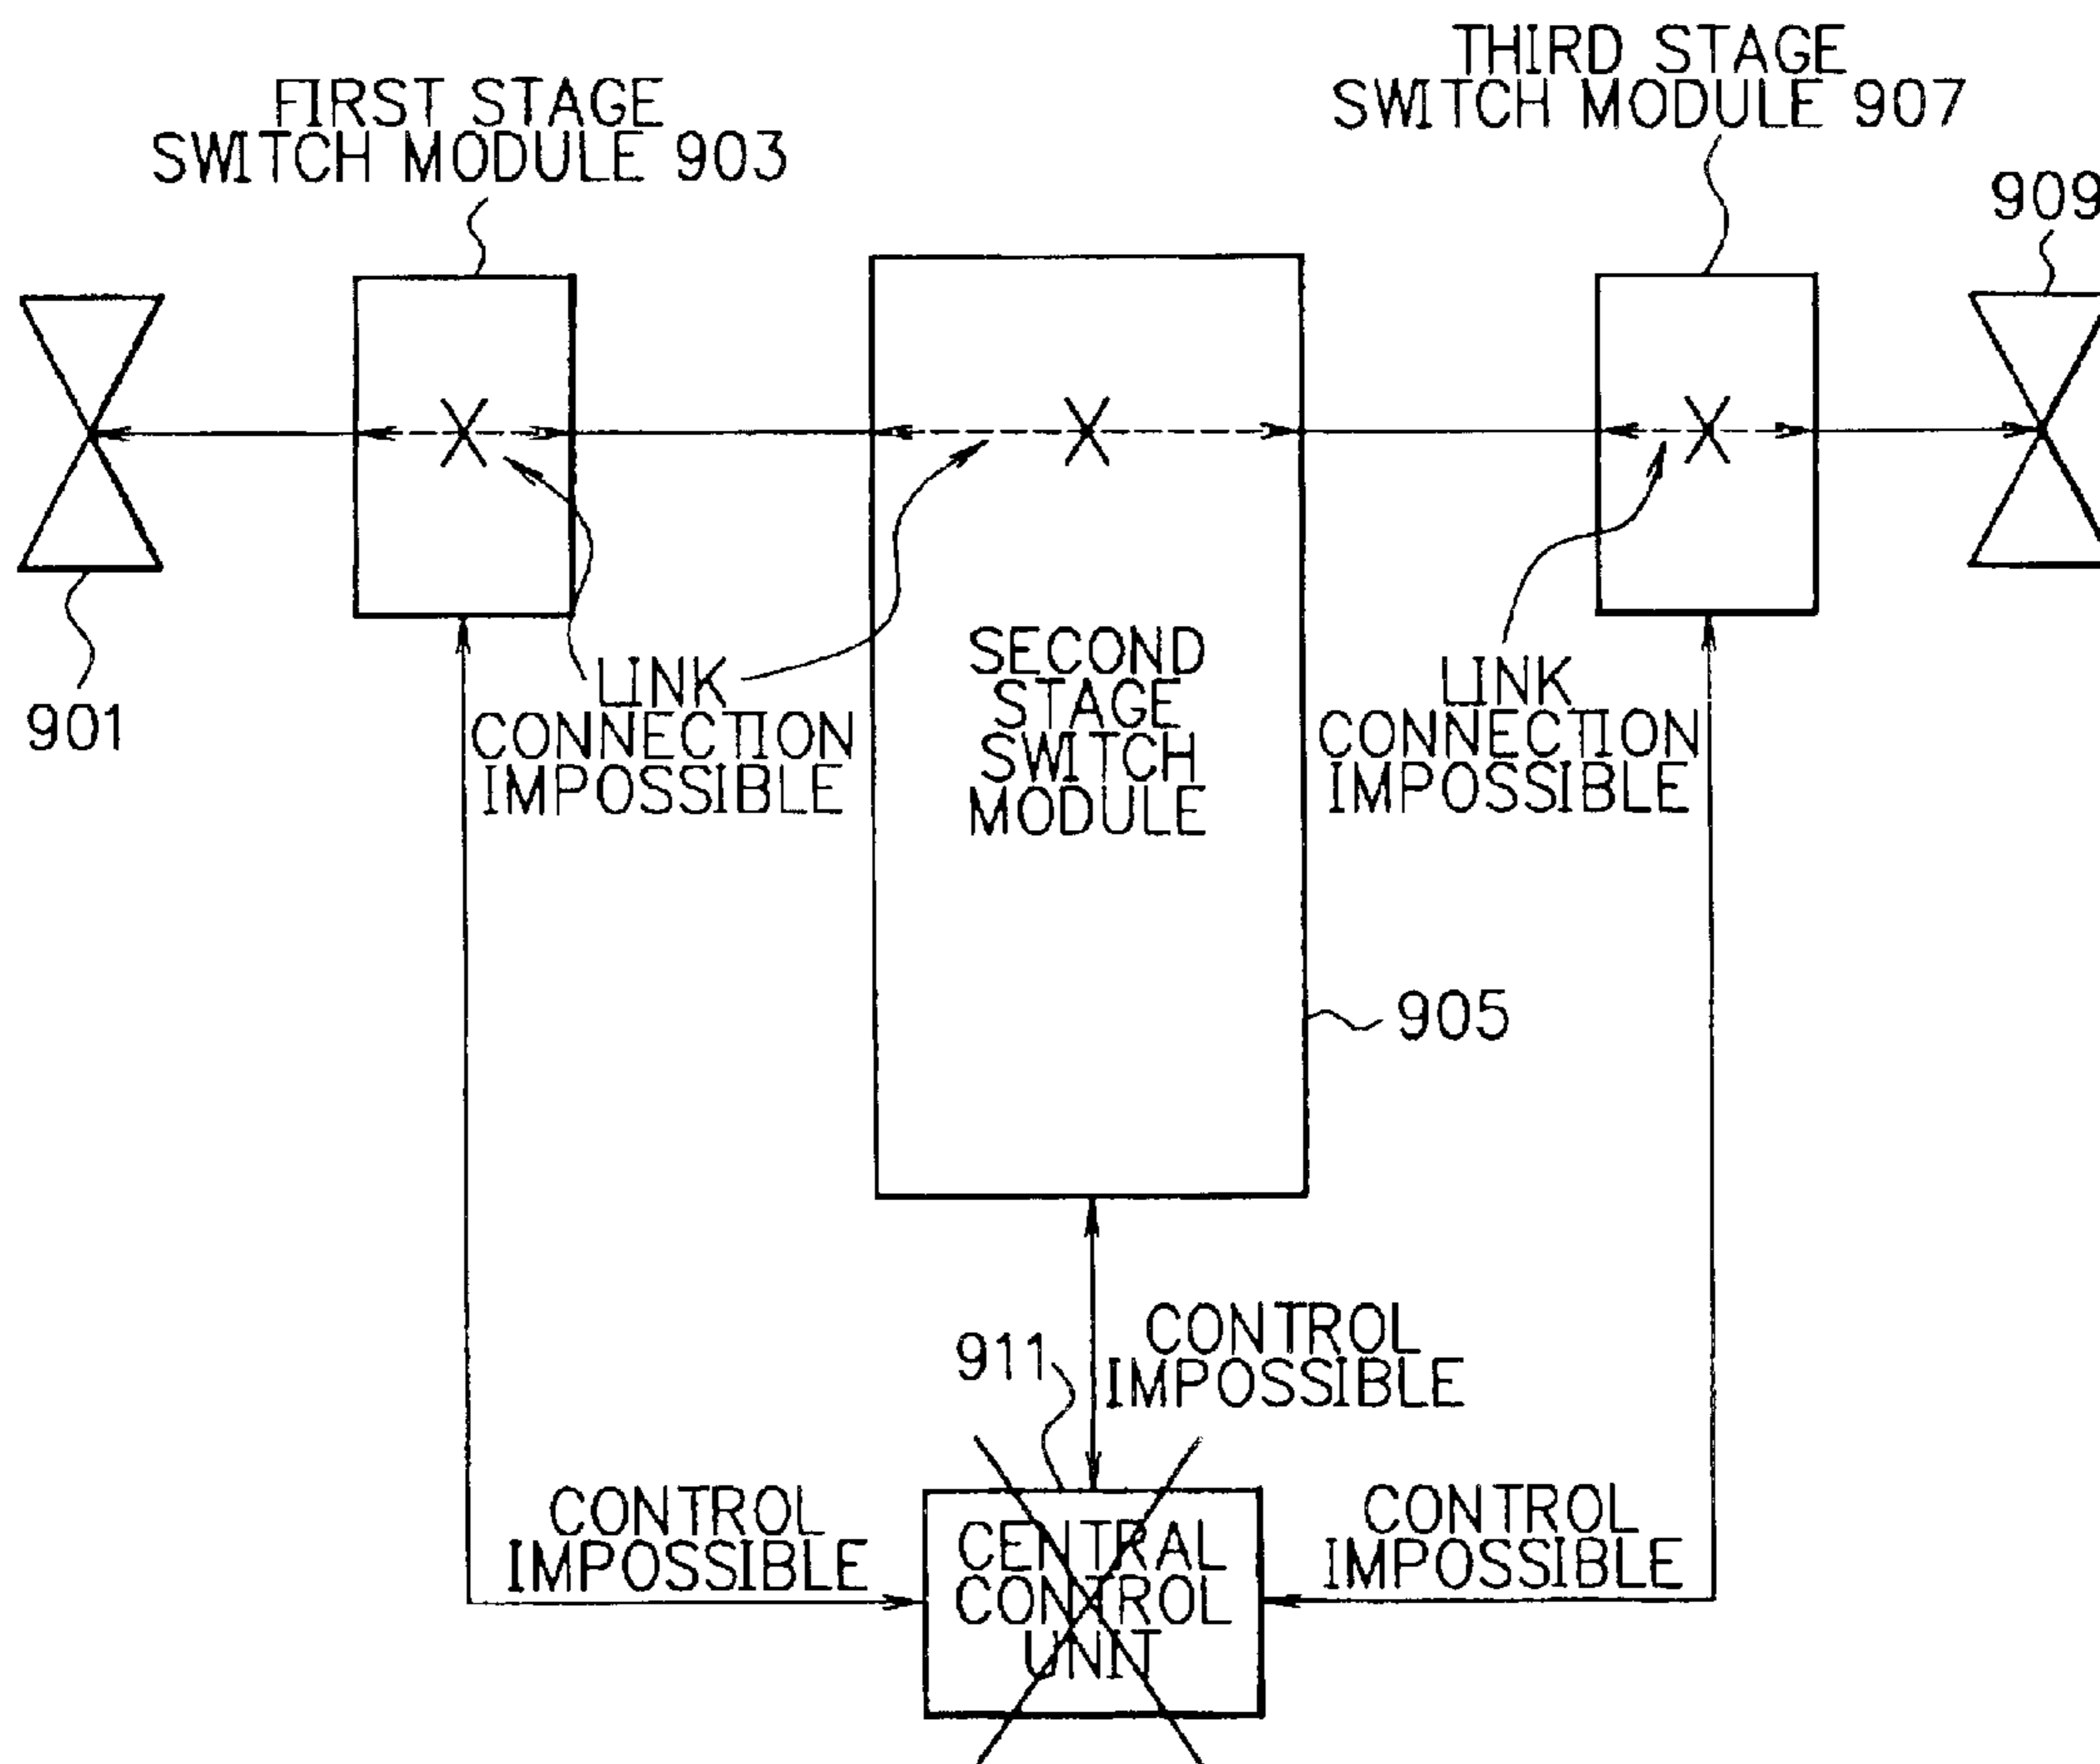 THIRD STAGE
SWITCH MODULE 907
FIRST STAGE
SWITCH MODULE 903
909
901
LINK
CONNECTION
IMPOSSIBLE
SECOND
STAGE
SWITCH
MODULE
LINK
CONNECTION
IMPOSSIBLE
905
911
CONTROL
IMPOSSIBLE
CONTROL
IMPOSSIBLE
CENTRAL
CONTROL
UNIT
CONTROL
IMPOSSIBLE